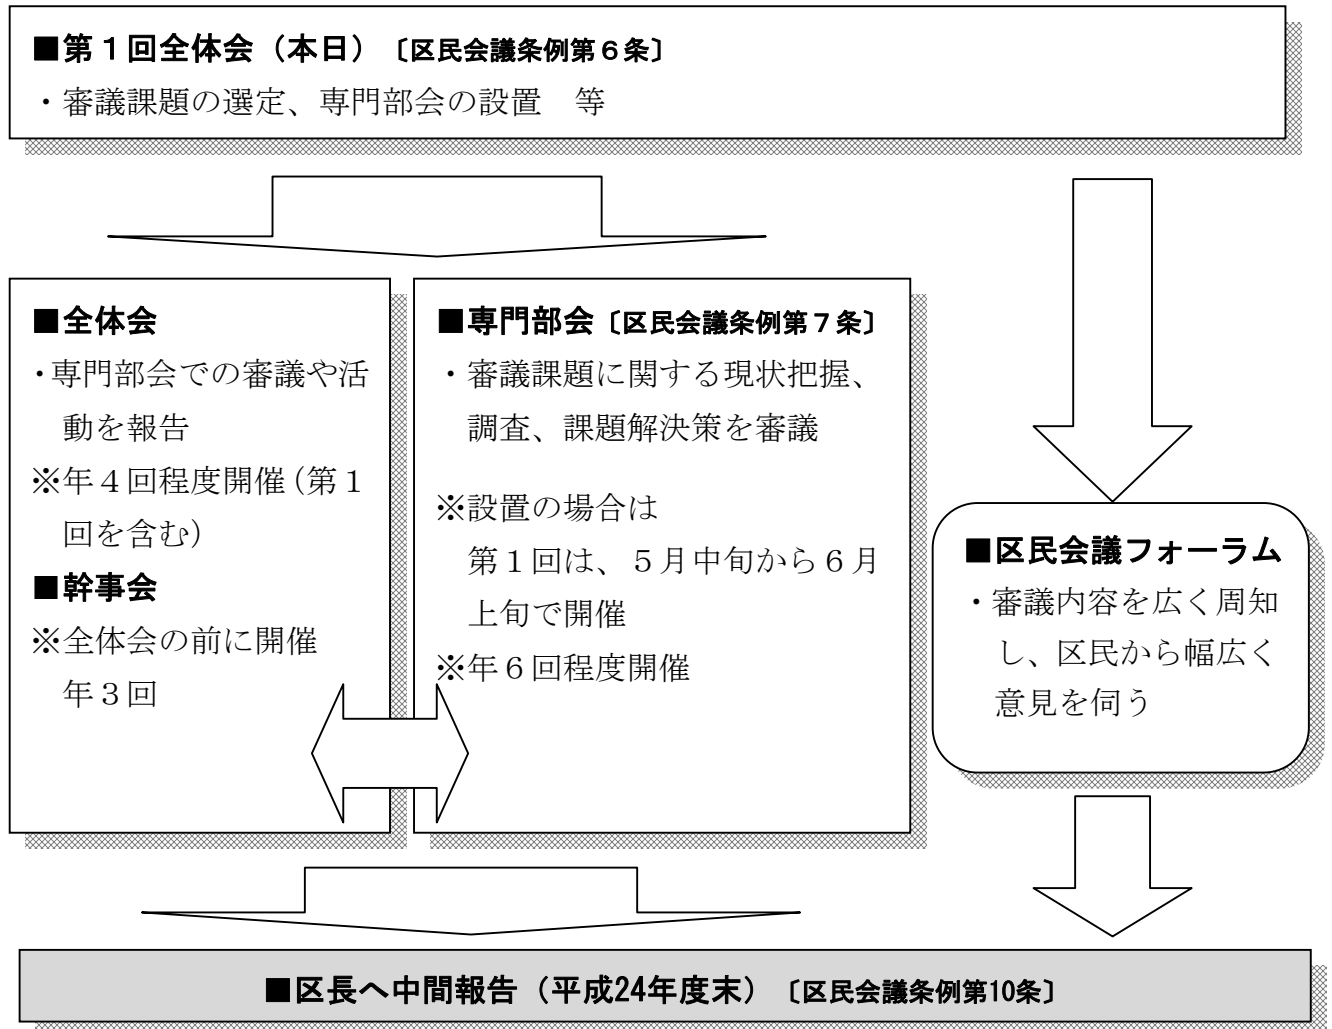 ■第１回全体会（本日）〔区民会議条例第６条〕
・審議課題の選定、専門部会の設置　等
■全体会
・専門部会での審議や活
動を報告
※年４回程度開催（第１
回を含む）
■幹事会
※全体会の前に開催
年３回
■専門部会〔区民会議条例第７条〕
・審議課題に関する現状把握、
調査、課題解決策を審議
※設置の場合は
第１回は、５月中旬から６月
上旬で開催
※年６回程度開催
■区民会議フォーラム
・審議内容を広く周知
し、区民から幅広く
意見を伺う
■区長へ中間報告（平成24年度末）〔区民会議条例第10条〕